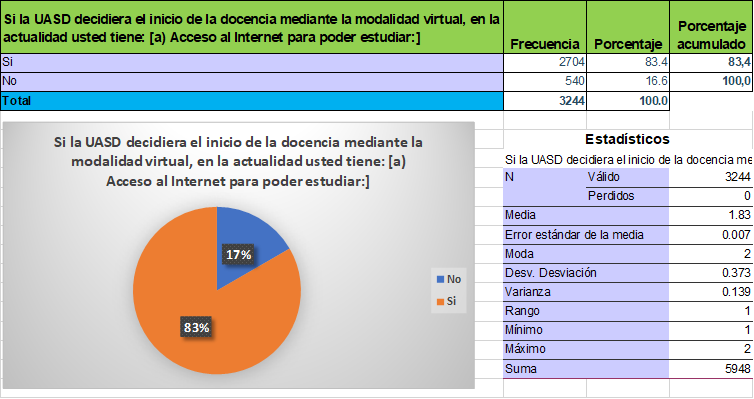 Si la UASD decidiera el inicio de la docencia mediante la modalidad virtual, en la
actualidad usted tiene: [a) Acceso al Internet para poder estudiar:]
Frecuencia Porcentaje Porcentaje acumulado
Si 2704 83.4 83,4
No 540 16.6 100,0
Total 3244 100.0
Si la UASD decidiera el inicio de la docencia mediante la
modalidad virtual, en la actualidad usted tiene: [a)
Acceso al Internet para poder estudiar:]
17%
83%
No
Si
Estadísticos
Si la UASD decidiera el inicio de la docencia me
N Válido 3244
Perdidos 0
Media 1.83
Error estándar de la media 0.007
Moda 2
Desv. Desviación 0.373
Varianza 0.139
Rango 1
Mínimo 1
Máximo 2
Suma 5948